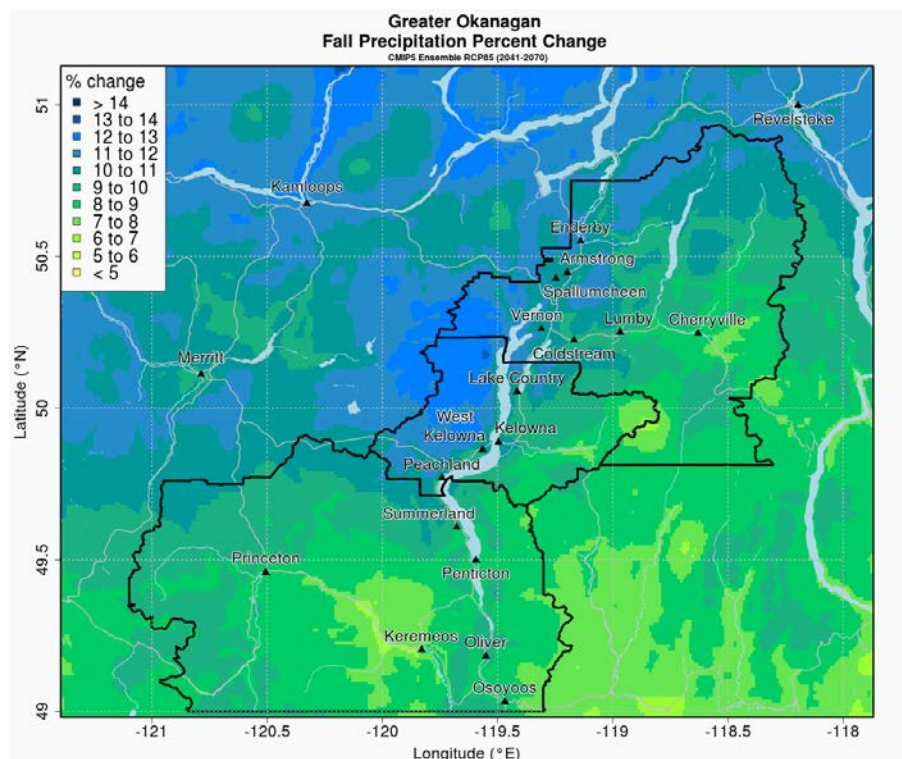 Greater Okanagan
Fall Precipitation Percent Change
CMIP5 Ensemble RCP85 (2041-2070)
% change
> 14
13 to 14
12 to 13
11 to 12
10 to 11
9 to 10
8 to 9
7 to 8
6 to 7
5 to 6
< 5
51
50.5
50
49.5
49
Latitude (°N)
Revelstoke
Kamloops
Enderby
Armstrong
Spallumcheen
Vernon
Lumby
Cherryville
Coldstream
Merritt
Lake Country
West
Kelowna
Kelowna
Peachland
Summerland
Princeton
Penticton
Keremeos
Oliver
Osoyoos
-121
-120.5
-120
-119.5
-119
-118.5
-118
Longitude (°E)